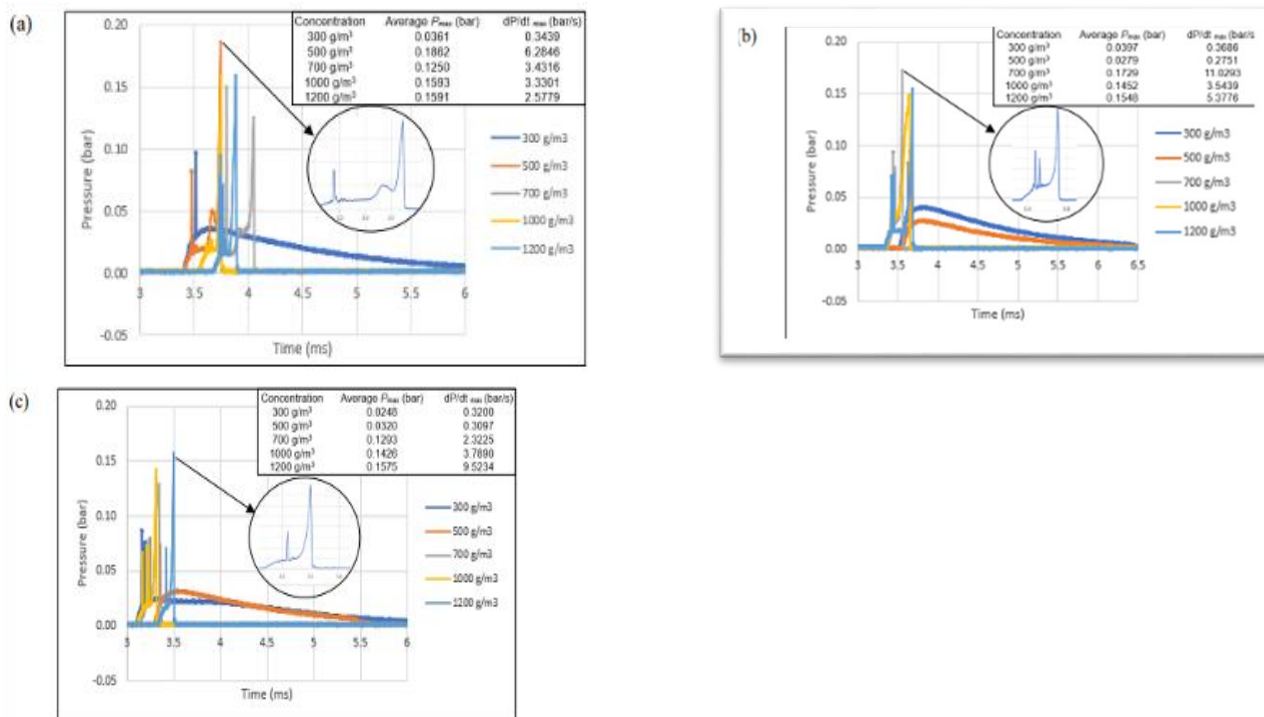 (a)
Concentration Average Pmax (bar) dP/dt max (bar/s)
300 g/m³ 0.0361 0.3439
500 g/m³ 0.1862 6.2846
700 g/m³ 0.1250 3.4316
1000 g/m³ 0.1593 3.3301
1200 g/m³ 0.1591 2.5779
0.20
0.15
0.10
0.05
0.00
-0.05
Pressure (bar)
3 3.5 4 4.5 5 5.5 6
Time (ms)
300 g/m3
500 g/m3
700 g/m3
1000 g/m3
1200 g/m3
(b)
Concentration Average Pmax (bar) dP/dt max (bar/s
300 g/m³ 0.0397 0.3686
500 g/m³ 0.0279 0.2751
700 g/m³ 0.1729 11.0293
1000 g/m³ 0.1452 3.5439
1200 g/m³ 0.1548 5.3776
0.20
0.15
0.10
0.05
0.00
-0.05
Pressure (bar)
3 3.5 4 4.5 5 5.5 6 6.5
Time (ms)
300 g/m3
500 g/m3
700 g/m3
1000 g/m3
1200 g/m3
(c)
Concentration Average Pmax (bar) dP/dt max (bar/s)
300 g/m³ 0.0248 0.3200
500 g/m³ 0.0320 0.3097
700 g/m³ 0.1293 2.3225
1000 g/m³ 0.1426 3.7890
1200 g/m³ 0.1575 9.5234
0.20
0.15
0.10
0.05
0.00
-0.05
Pressure (bar)
3 3.5 4 4.5 5 5.5 6
Time (ms)
300 g/m3
500 g/m3
700 g/m3
1000 g/m3
1200 g/m3